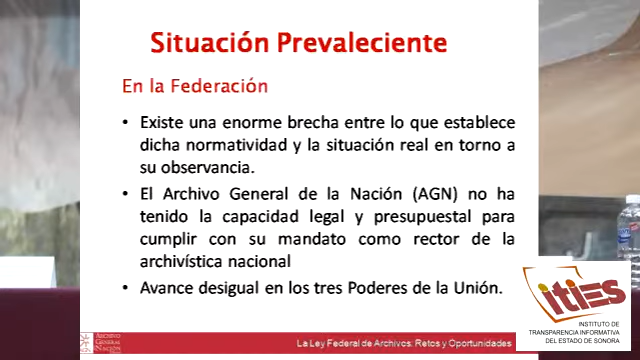 Situación Prevaleciente
En la Federación
• Existe una enorme brecha entre lo que establece
dicha normatividad y la situación real en torno a
su observancia.
• El Archivo General de la Nación (AGN) no ha
tenido la capacidad legal y presupuestal para
cumplir con su mandato como rector de la
archivística nacional
• Avance desigual en los tres Poderes de la Unión.
ARCHIVO
GENERAL
NACIÓN
La Ley Federal de Archivos: Retos y Oportunidades
ities
INSTITUTO DE
TRANSPARENCIA INFORMATIVA
DEL ESTADO DE SONORA